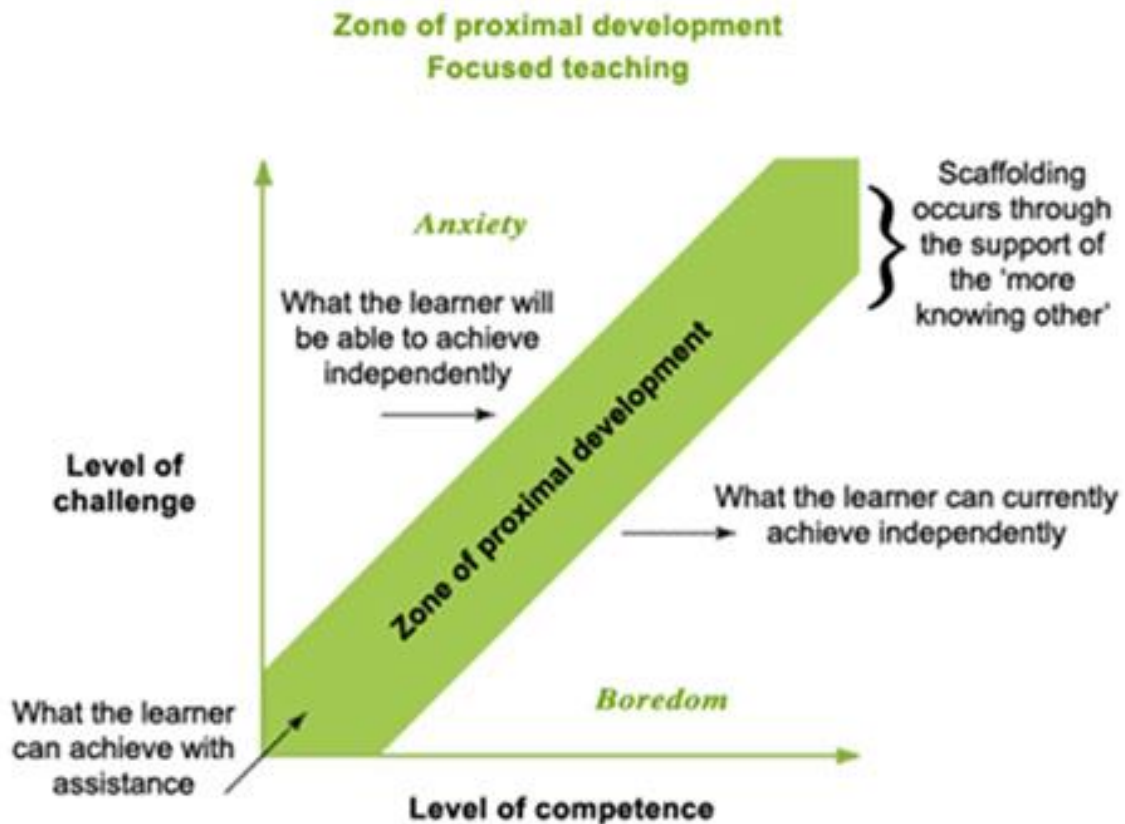 Zone of proximal development
Focused teaching
Anxiety
Scaffolding
occurs through
the support of
the 'more
knowing other'
What the learner will
be able to achieve
independently
Zone of proximal development
Level of
challenge
What the learner can currently
achieve independently
Boredom
What the learner
can achieve with
assistance
Level of competence